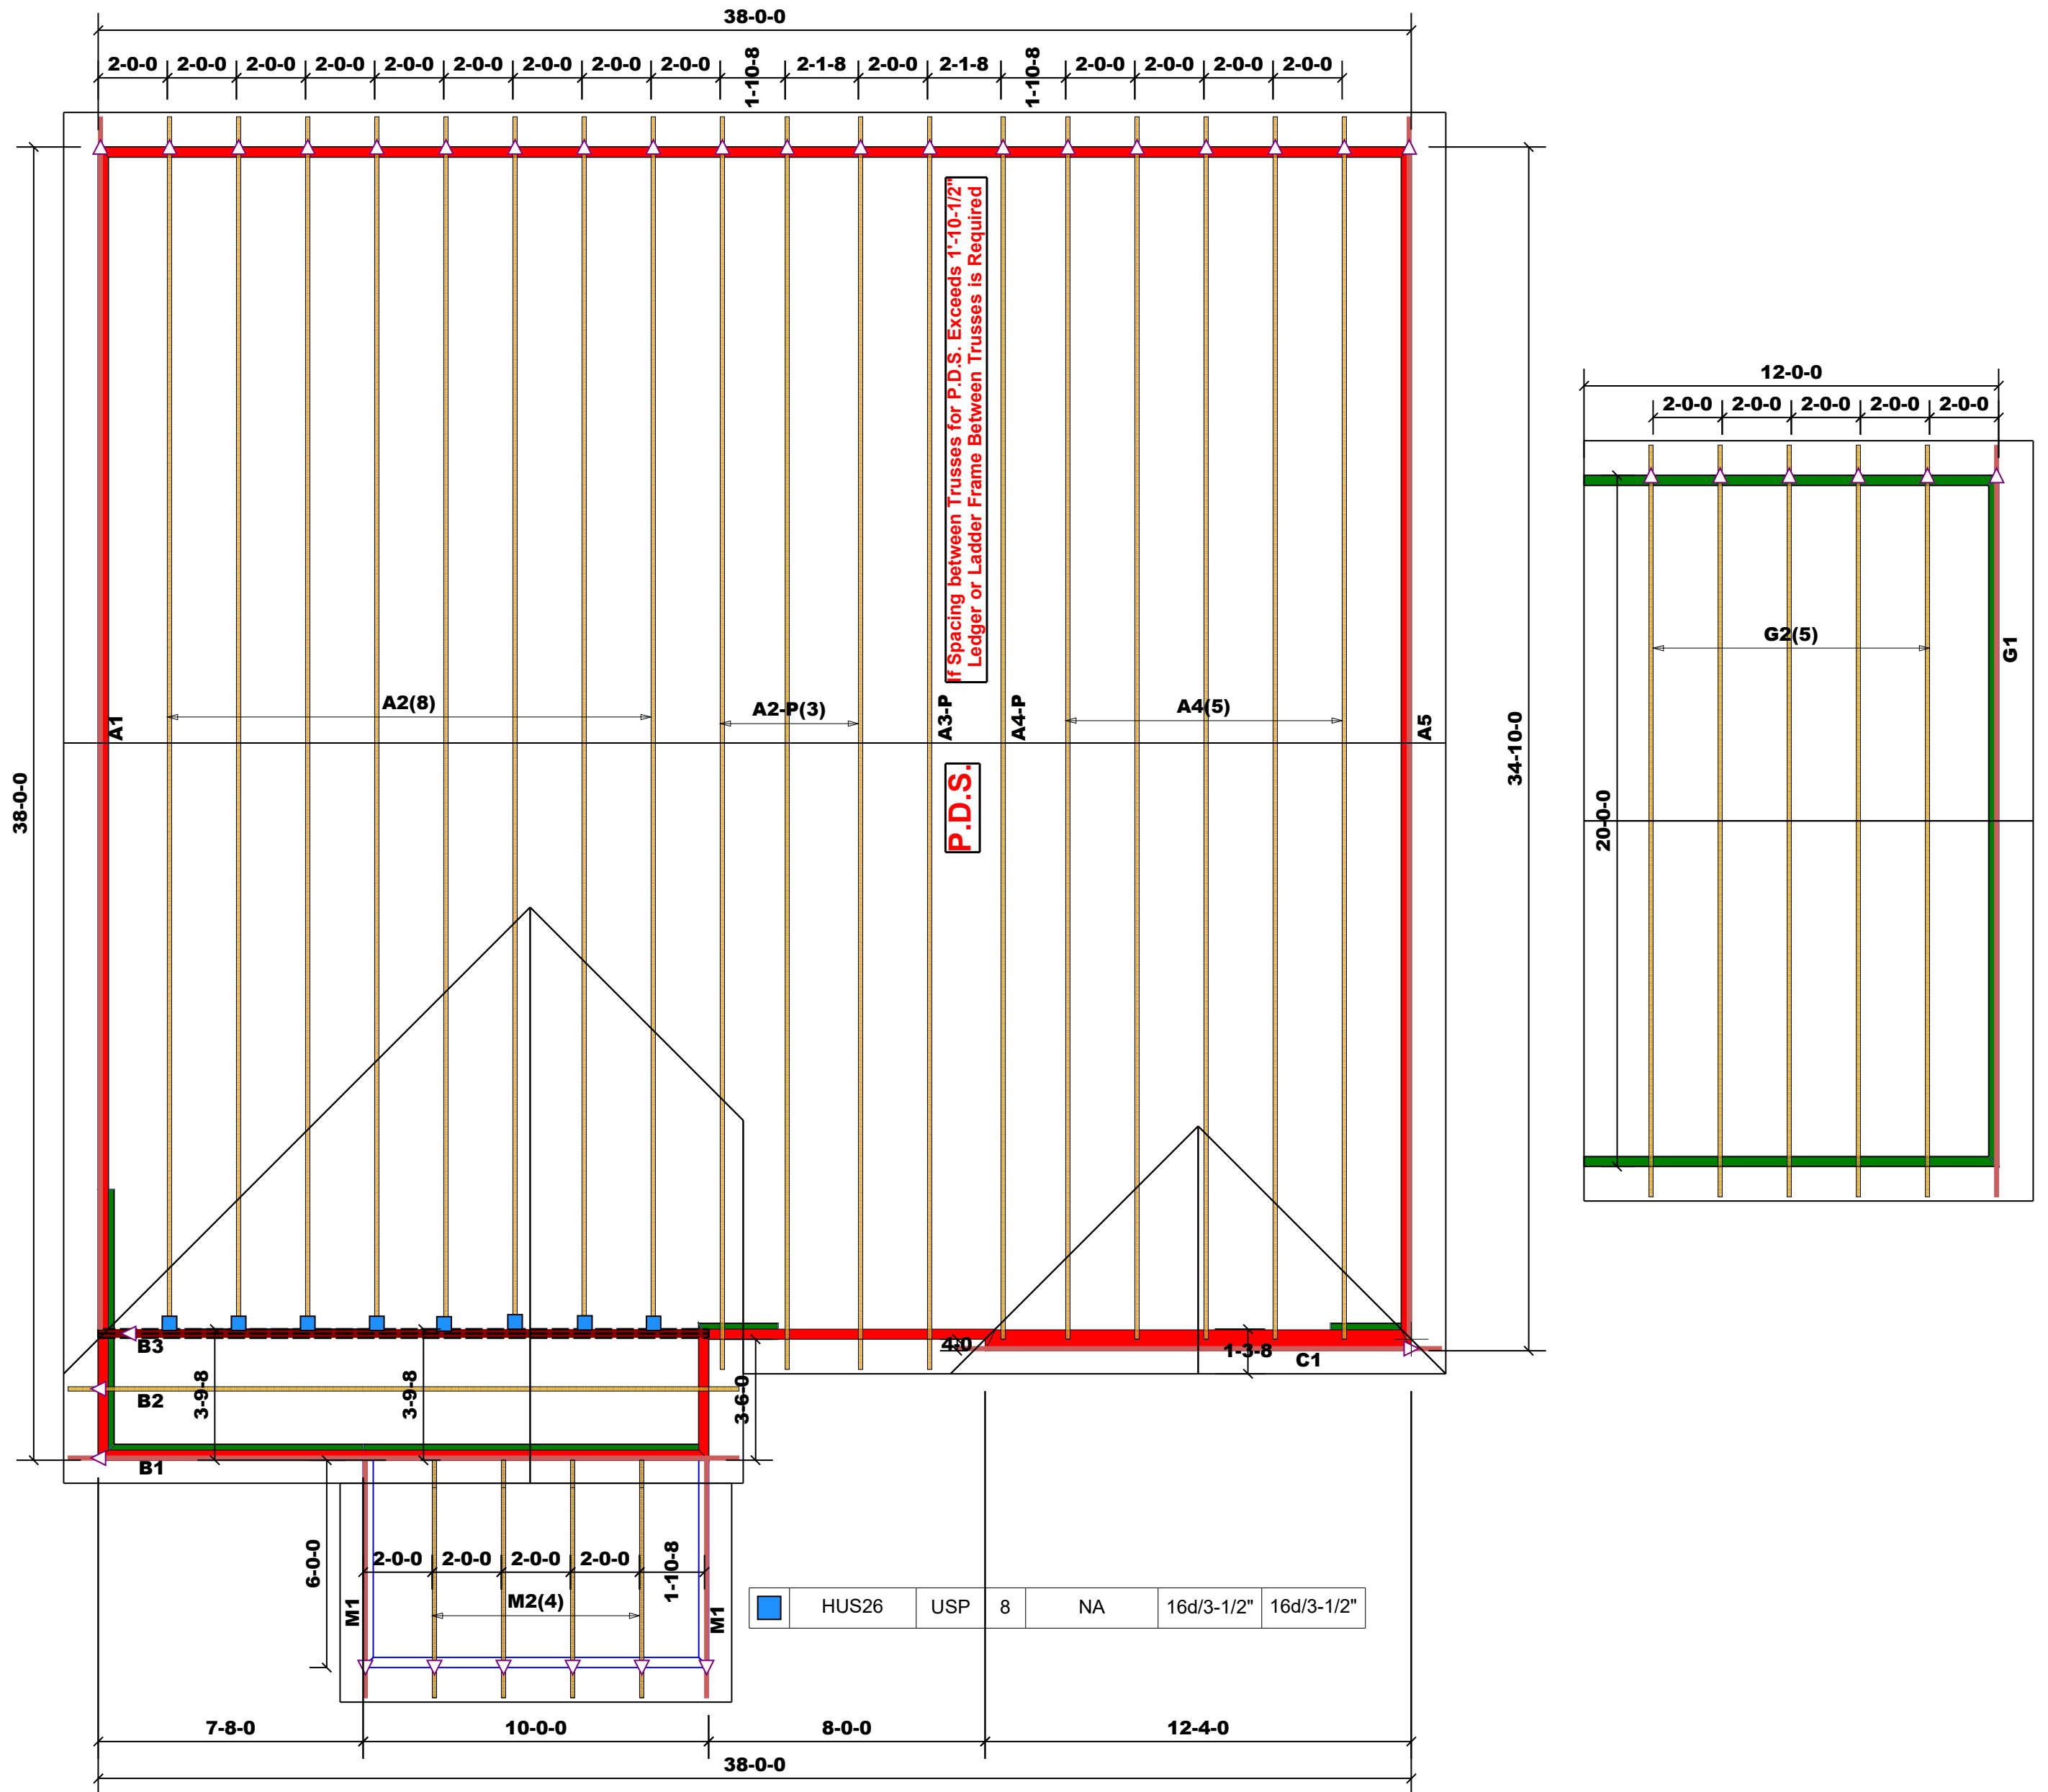 38-0-0
2-0-0 2-0-0 2-0-0 2-0-0 2-0-0 2-0-0 2-0-0 2-0-0 2-0-0 1-10-8 2-1-8 2-0-0 2-1-8 1-10-8 2-0-0 2-0-0 2-0-0 2-0-0
If Spacing between Trusses for P.D.S. Exceeds 1'-10-1/2"
Ledger or Ladder Frame Between Trusses is Required
12-0-0
2-0-0 2-0-0 2-0-0 2-0-0 2-0-0
G2(5)
G1
20-0-0
A1
A2(8)
A2-P(3)
A3-P
A4-P
A4(5)
A5
38-0-0
34-10-0
P.D.S.
B3
4-0
1-3-8
C1
B2
3-9-8
3-9-8
3-6-0
B1
6-0-0
2-0-0 2-0-0 2-0-0 2-0-0 1-10-8
M1
M2(4)
M1
HUS26 USP 8 NA 16d/3-1/2" 16d/3-1/2"
7-8-0 10-0-0 8-0-0 12-4-0
38-0-0